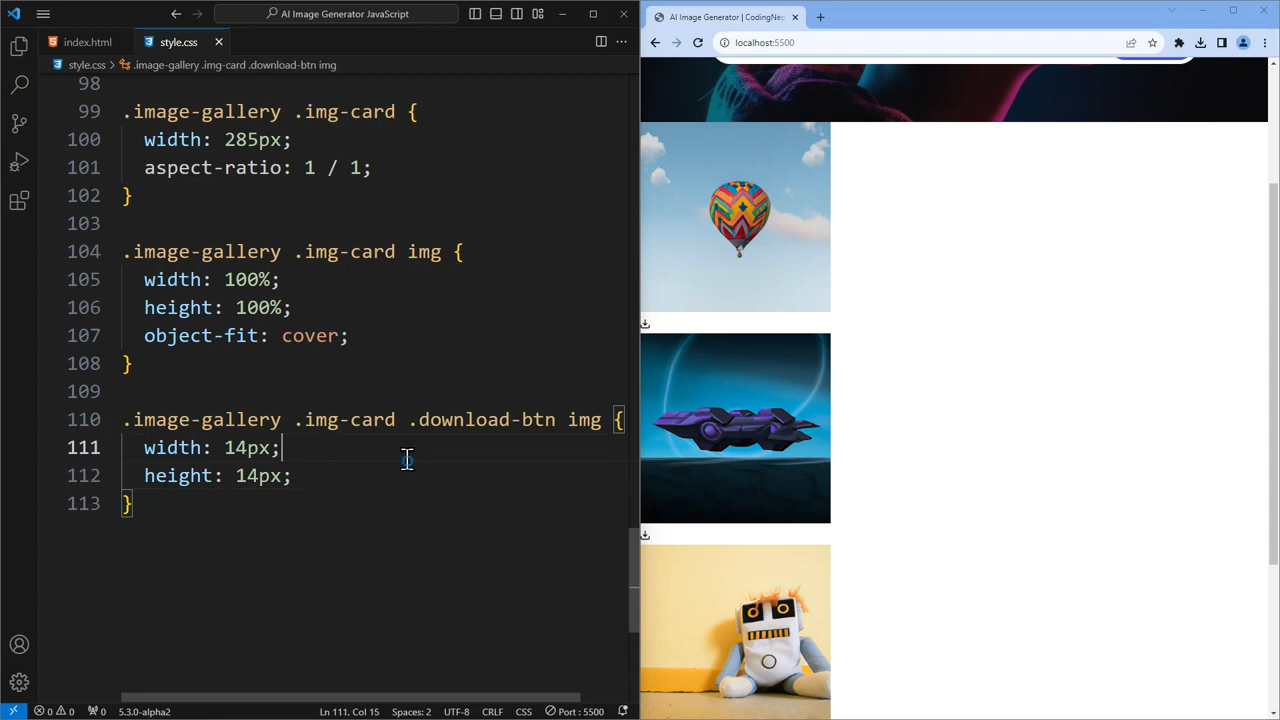 AI Image Generator JavaScript
index.html
style.css
style.css
.image-gallery .img-card .download-btn img
98
99 .image-gallery .img-card {
100 width: 285px;
101 aspect-ratio: 1 / 1;
102 }
103
104 .image-gallery .img-card img {
105 width: 100%;
106 height: 100%;
107 object-fit: cover;
108 }
109
110 .image-gallery .img-card .download-btn img {
111 width: 14px;
112 height: 14px;
113 }
0 0 0 5.3.0-alpha2 Ln 111, Col 15 Spaces: 2 UTF-8 CRLF CSS Port : 5500
AI Image Generator | CodingNep
localhost:5500